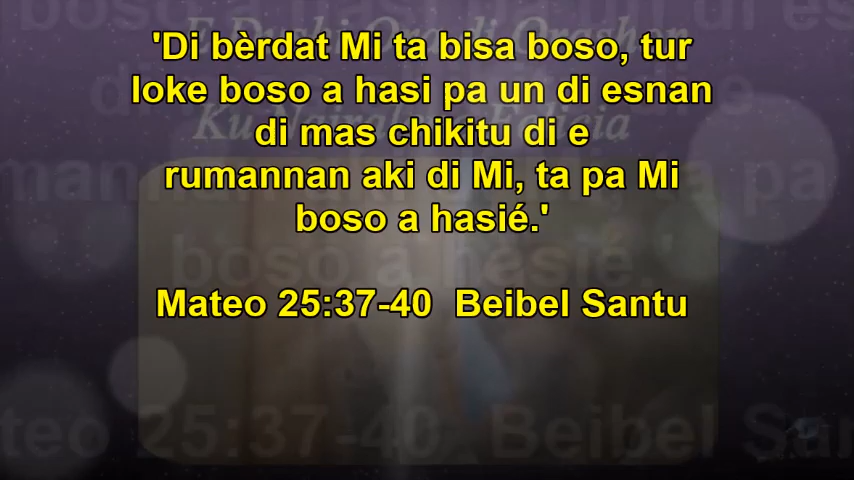 'Di bèrdat Mi ta bisa boso, tur
loke boso a hasi pa un di esnan
di mas chikitu di e
rumannan aki di Mi, ta pa Mi
boso a hasié.'
Mateo 25:37-40 Beibel Santu